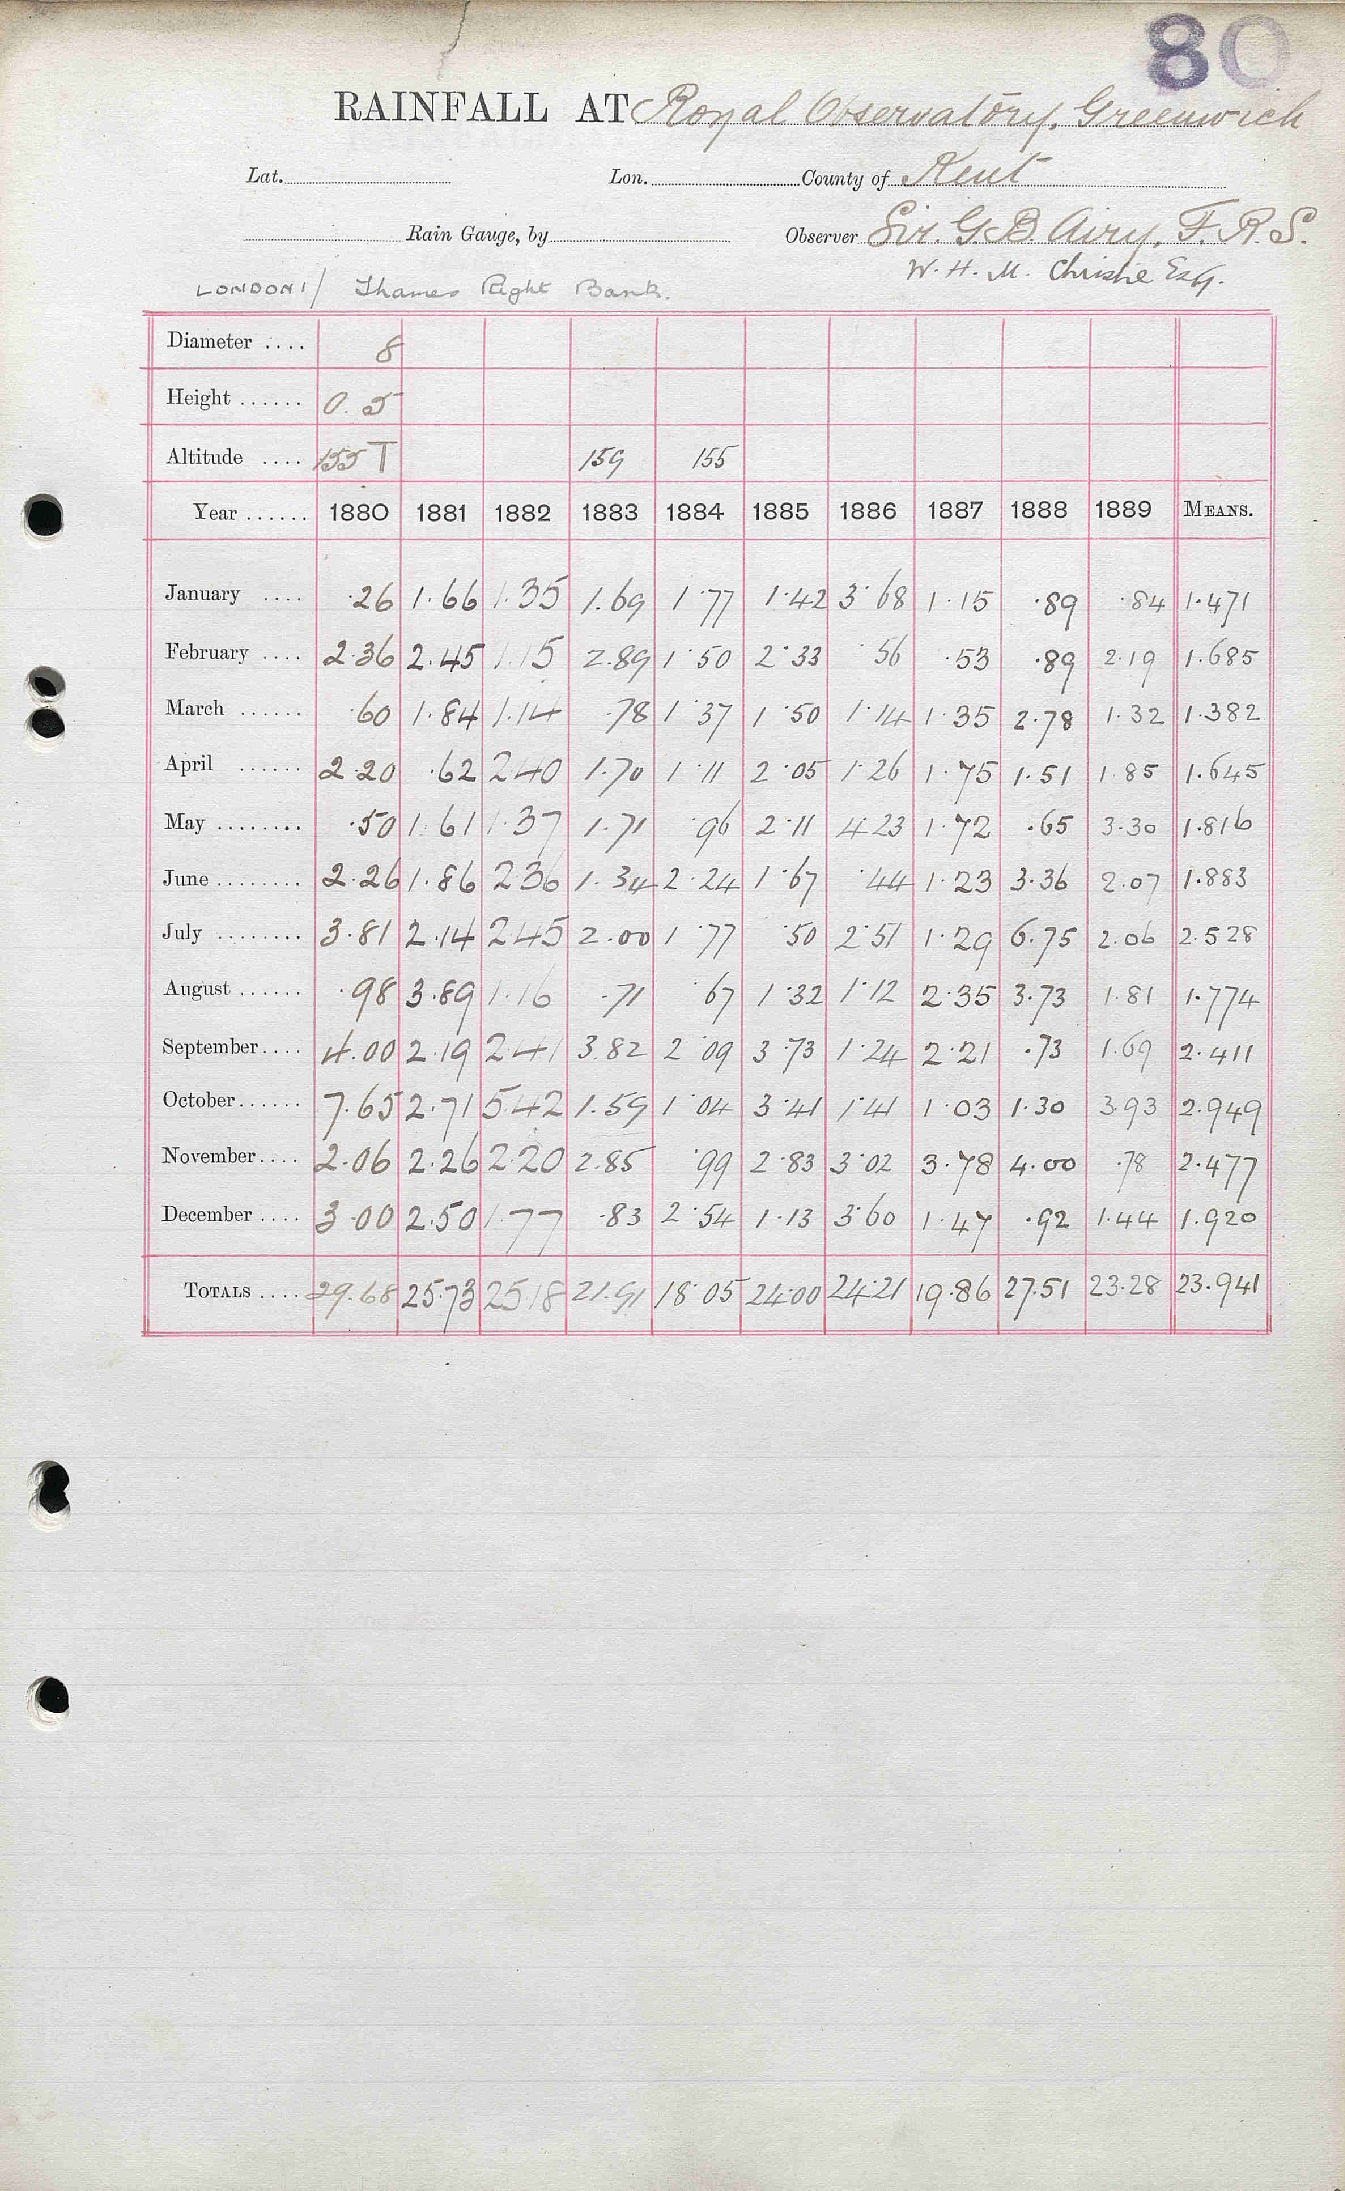 80
RAINFALL AT Royal Observatory, Greenwich
Lat. Lon. County of Kent
Rain Gauge, by Observer Sir. G.B. Airy, F.R.S.
W. H. M. Christie Esq.
LONDON / Thames Right Bank.
Diameter .... 8
Height ...... 0.5
Altitude .... 155 T 159 155
Year ...... 1880 1881 1882 1883 1884 1885 1886 1887 1888 1889 MEANS.
January .... .26 1.66 1.35 1.69 1.77 1.42 3.68 1.15 .89 .84 1.471
February .... 2.36 2.45 1.15 2.89 1.50 2.33 .56 .53 .89 2.19 1.685
March ...... .60 1.84 1.14 .78 1.37 1.50 1.14 1.35 2.78 1.32 1.382
April ...... 2.20 .62 2.40 1.70 1.11 2.05 1.26 1.75 1.51 1.85 1.645
May ........ .50 1.61 1.37 1.71 .96 2.11 4.23 1.72 .65 3.30 1.816
June ........ 2.26 1.86 2.36 1.34 2.24 1.67 .44 1.23 3.36 2.07 1.883
July ........ 3.81 2.14 2.45 2.00 1.77 .50 2.51 1.29 6.75 2.06 2.528
August ...... .98 3.89 1.16 .71 .67 1.32 1.12 2.35 3.73 1.81 1.774
September.... 4.00 2.19 2.41 3.82 2.09 3.73 1.24 2.21 .73 1.69 2.411
October...... 7.65 2.71 5.42 1.59 1.04 3.41 1.41 1.03 1.30 3.93 2.949
November.... 2.06 2.26 2.20 2.85 .99 2.83 3.02 3.78 4.00 .78 2.477
December .... 3.00 2.50 1.77 .83 2.54 1.13 3.60 1.47 .92 1.44 1.920
TOTALS .... 29.68 25.73 25.18 21.91 18.05 24.00 24.21 19.86 27.51 23.28 23.941